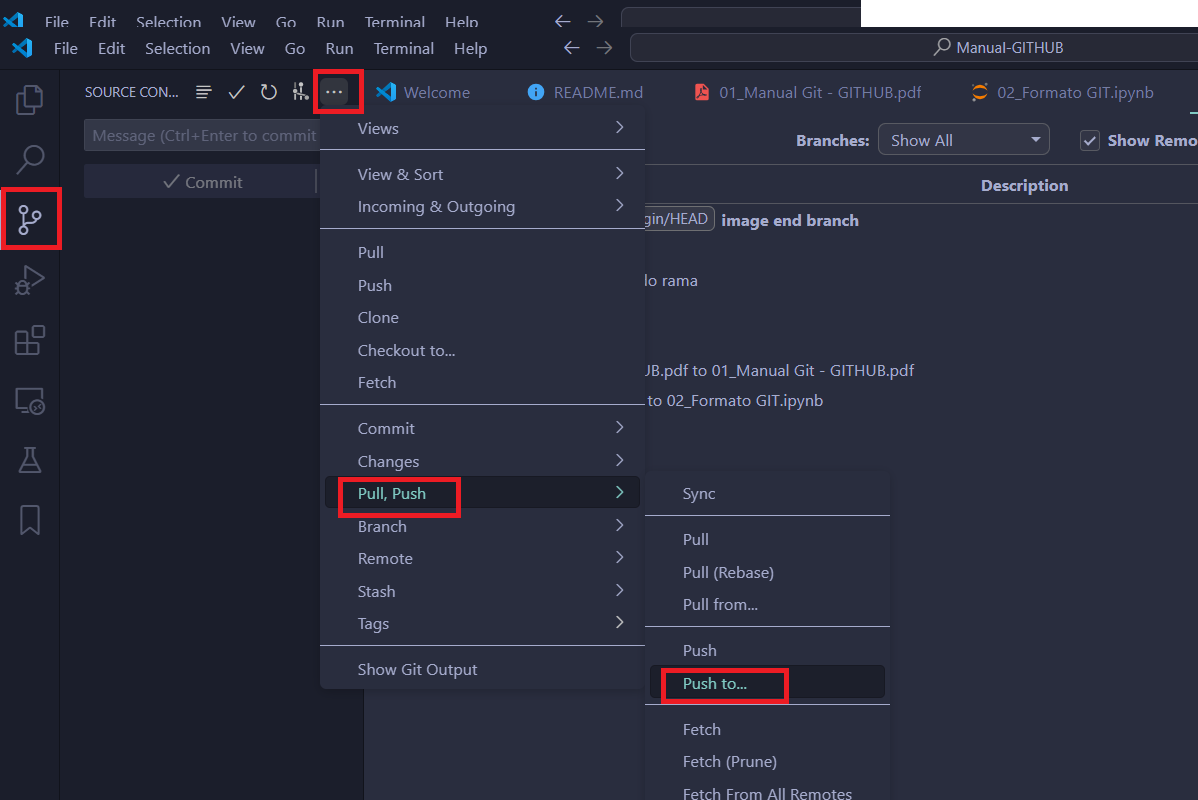 File Edit Selection View Go Run Terminal Help
File Edit Selection View Go Run Terminal Help
Manual-GITHUB
SOURCE CON...
Welcome
README.md
01_Manual Git - GITHUB.pdf
02_Formato GIT.ipynb
Message (Ctrl+Enter to commit
Commit
Views
View & Sort
Incoming & Outgoing
Pull
Push
Clone
Checkout to...
Fetch
Commit
Changes
Pull, Push
Branch
Remote
Stash
Tags
Show Git Output
Branches:
Show All
Show Remo
Description
gin/HEAD
image end branch
lo rama
UB.pdf to 01_Manual Git - GITHUB.pdf
to 02_Formato GIT.ipynb
Sync
Pull
Pull (Rebase)
Pull from...
Push
Push to...
Fetch
Fetch (Prune)
Fetch From All Remotes